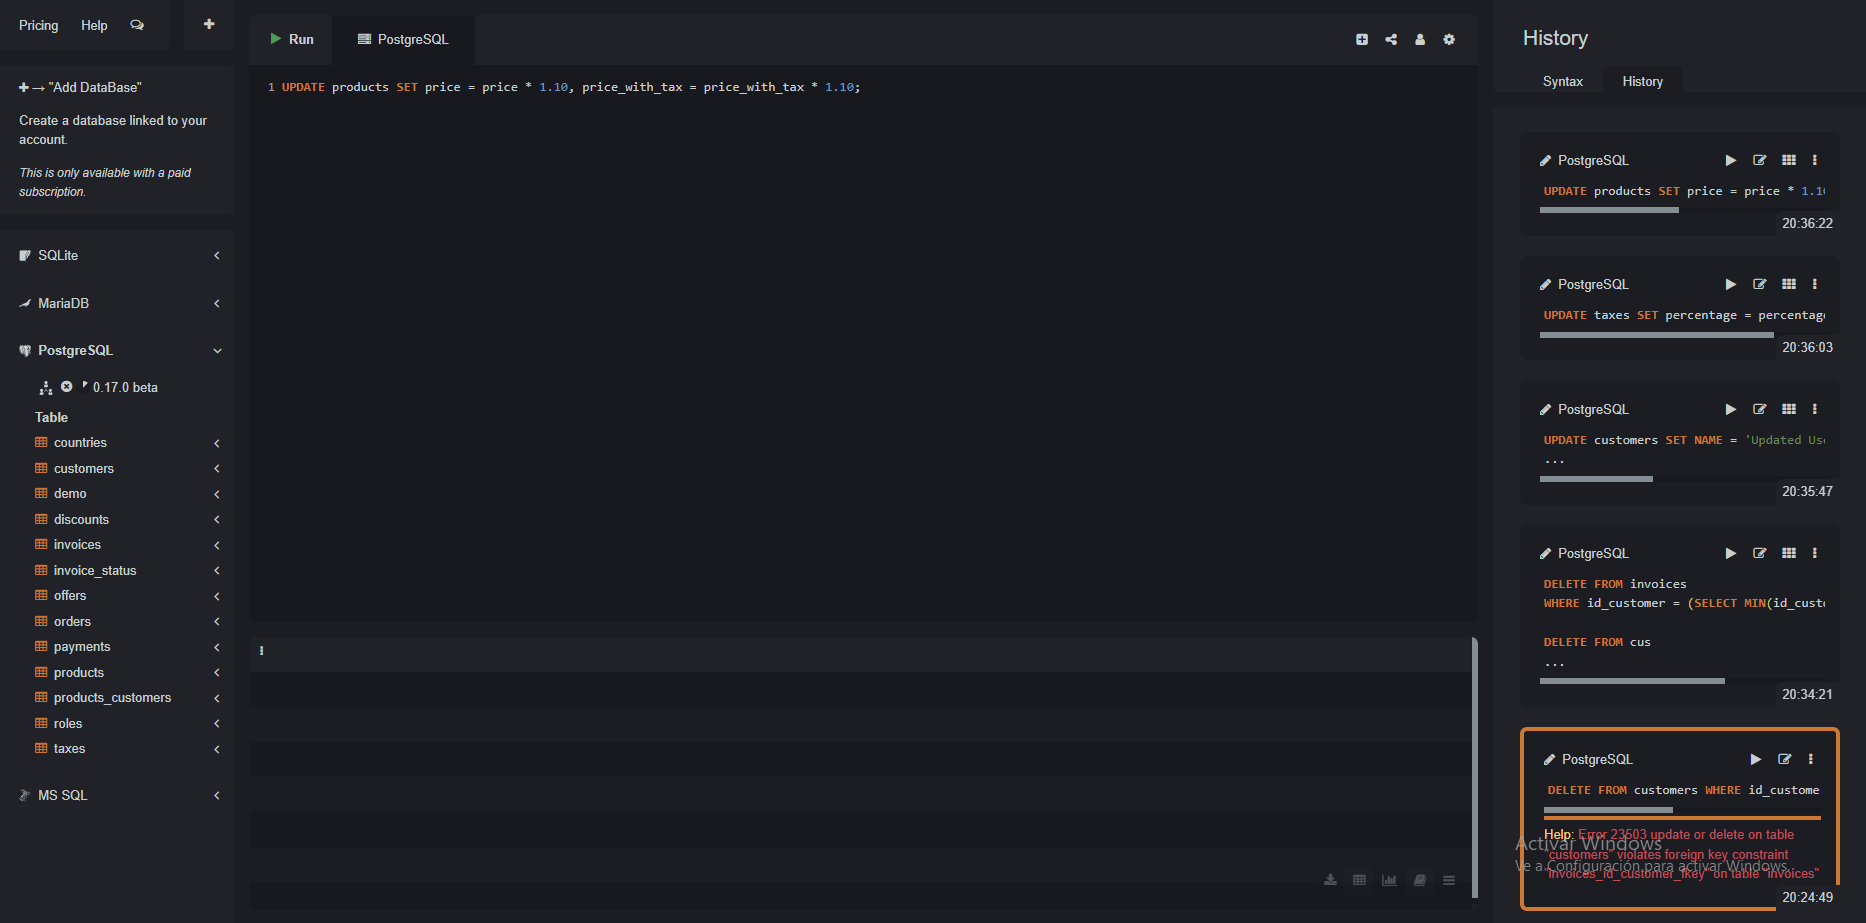 Pricing Help
"Add DataBase"
Create a database linked to your
account.
This is only available with a paid
subscription.
SQLite
MariaDB
PostgreSQL
0.17.0 beta
Table
countries
customers
demo
discounts
invoices
invoice_status
offers
orders
payments
products
products_customers
roles
taxes
MS SQL
Run PostgreSQL
1 UPDATE products SET price = price * 1.10, price_with_tax = price_with_tax * 1.10;
History
Syntax History
PostgreSQL
UPDATE products SET price = price * 1.10
20:36:22
PostgreSQL
UPDATE taxes SET percentage = percentage
20:36:03
PostgreSQL
UPDATE customers SET NAME = 'Updated Use
...
20:35:47
PostgreSQL
DELETE FROM invoices
WHERE id_customer = (SELECT MIN(id_custo
DELETE FROM cus
...
20:34:21
PostgreSQL
DELETE FROM customers WHERE id_custome
Help: Error 23503 update or delete on table
"customers" violates foreign key constraint
"invoices_id_customer_fkey" on table "invoices"
20:24:49
Activar Windows
Ve a Configuración para activar Windows.